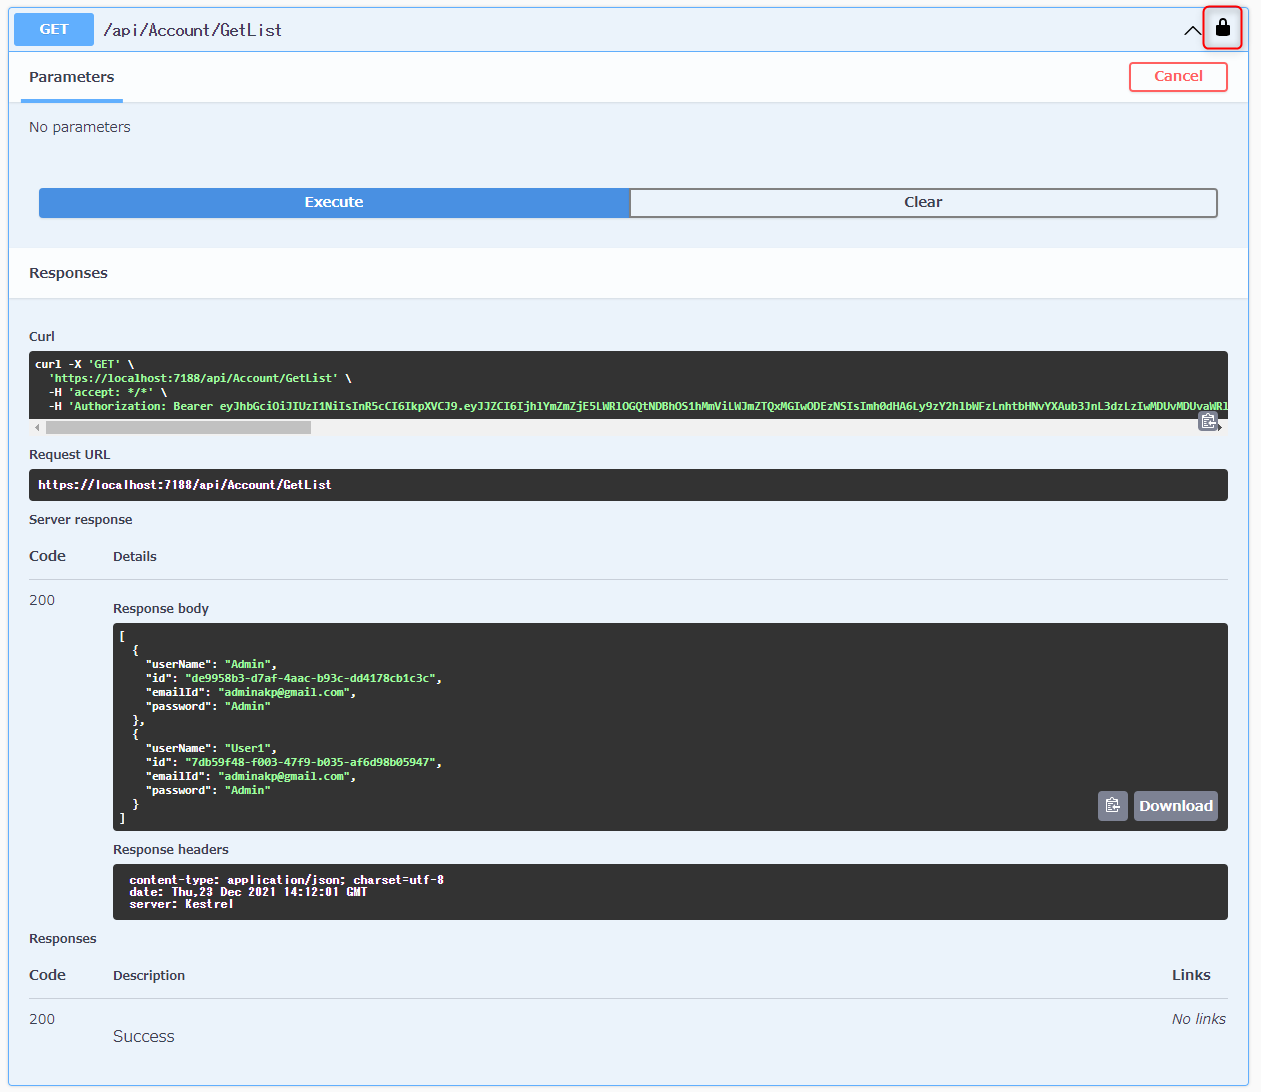 GET /api/Account/GetList
Parameters
Cancel
No parameters
Execute
Clear
Responses
Curl
curl -X 'GET' \
'https://localhost:7188/api/Account/GetList' \
-H 'accept: */*' \
-H 'Authorization: Bearer
Request URL
https://localhost:7188/api/Account/GetList
Server response
Code Details
200
Response body
[
{
"userName": "Admin",
"id": "de9958b3-d7af-4aac-b93c-dd4178cb1c3c",
"emailId": "adminakp@gmail.com",
"password": "Admin"
},
{
"userName": "User1",
"id": "7db59f48-f003-47f9-b035-af6d98b05947",
"emailId": "adminakp@gmail.com",
"password": "Admin"
}
]
Download
Response headers
content-type: application/json; charset=utf-8
date: Thu,23 Dec 2021 14:12:01 GMT
server: Kestrel
Responses
Code Description Links
200 No links
Success